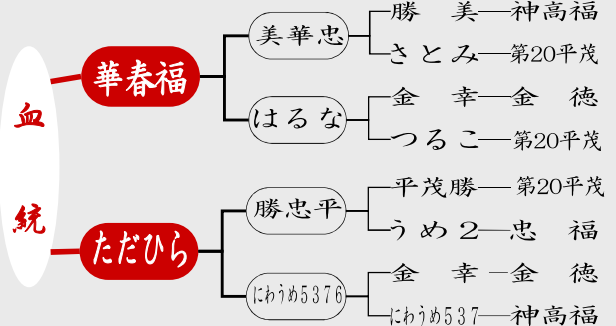 血統
華春福
美華忠
勝美 神高福
さとみ 第20平茂
はるな
金幸 金徳
つるこ 第20平茂
ただひら
勝忠平
平茂勝 第20平茂
うめ2 忠福
にわうめ5376
金幸 金徳
にわうめ537 神高福